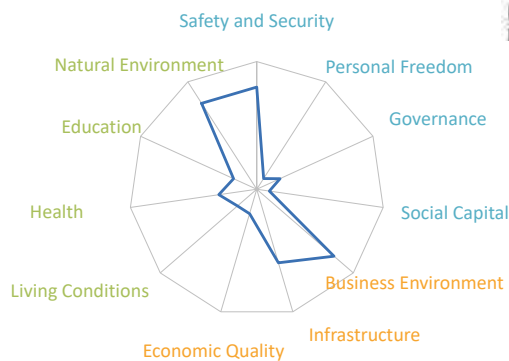 Safety and Security
Natural Environment
Personal Freedom
Education
Governance
Health
Social Capital
Living Conditions
Business Environment
Infrastructure
Economic Quality